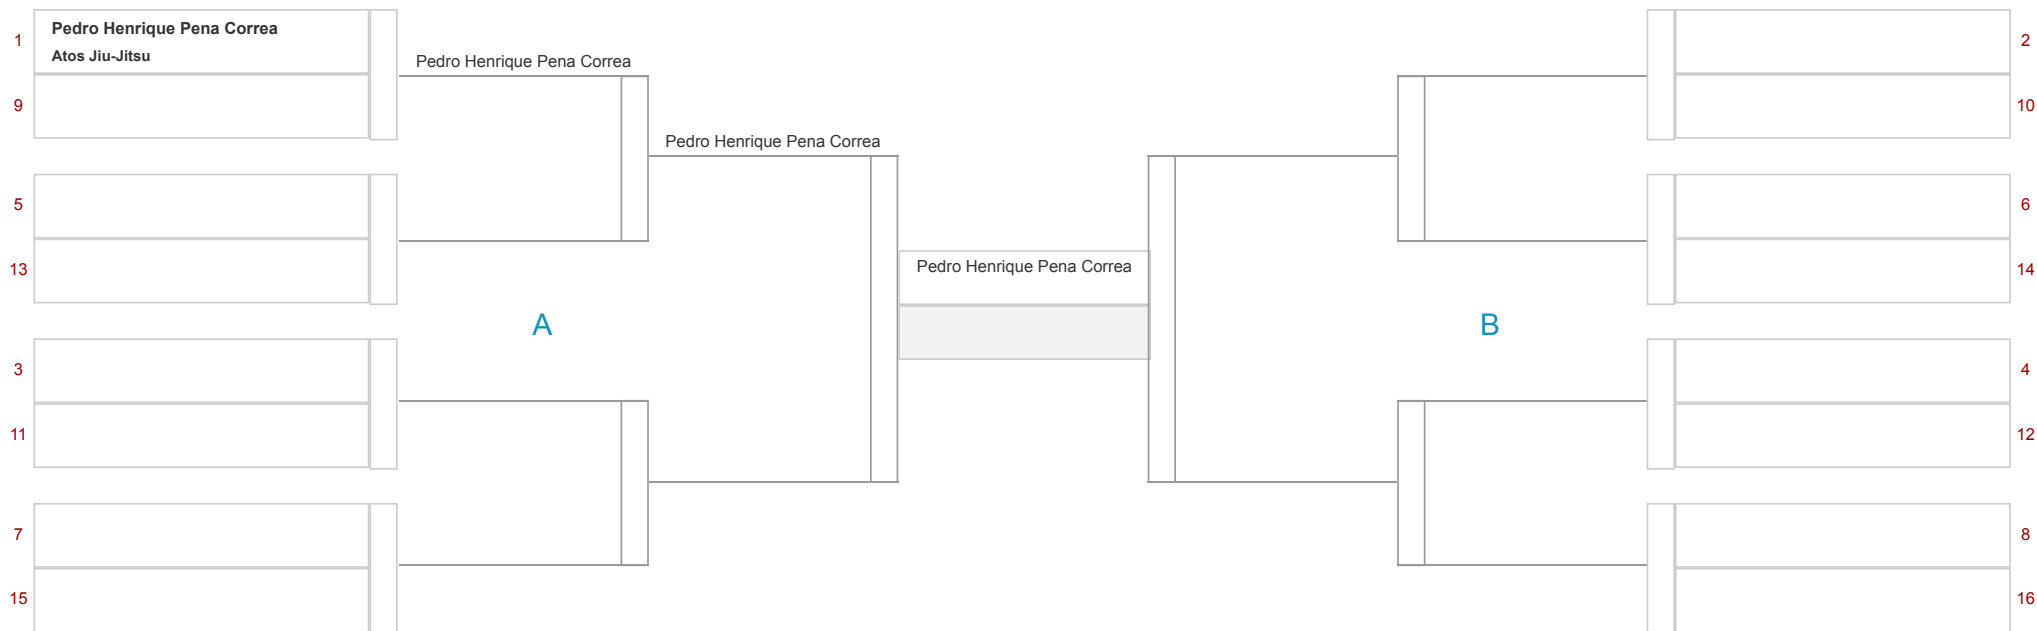 1
Pedro Henrique Pena Correa
Atos Jiu-Jitsu
9
5
13
3
11
7
15
Pedro Henrique Pena Correa
Pedro Henrique Pena Correa
A
Pedro Henrique Pena Correa
B
2
10
6
14
4
12
8
16